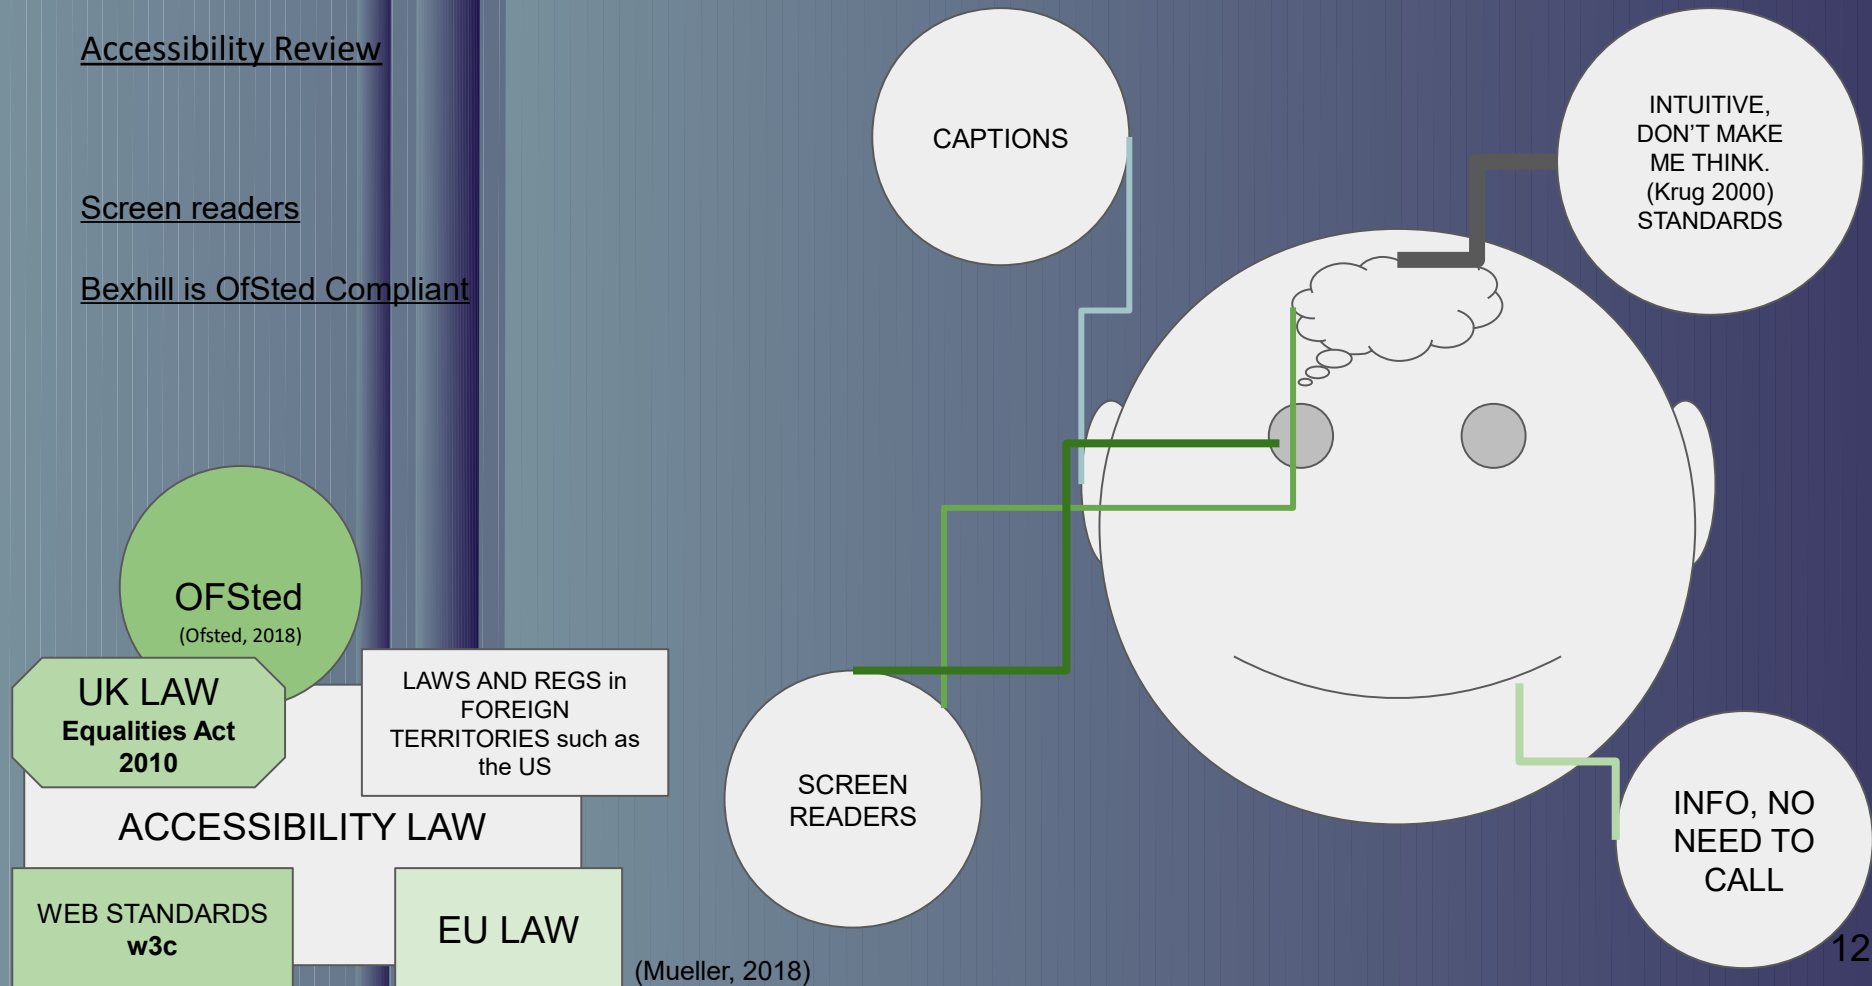 Accessibility Review
Screen readers
Bexhill is OfSted Compliant
CAPTIONS
INTUITIVE,
DON’T MAKE
ME THINK.
(Krug 2000)
STANDARDS
OFSted
(Ofsted, 2018)
UK LAW
Equalities Act
2010
LAWS AND REGS in
FOREIGN
TERRITORIES such as
the US
ACCESSIBILITY LAW
WEB STANDARDS
w3c
EU LAW
(Mueller, 2018)
SCREEN
READERS
INFO, NO
NEED TO
CALL
12